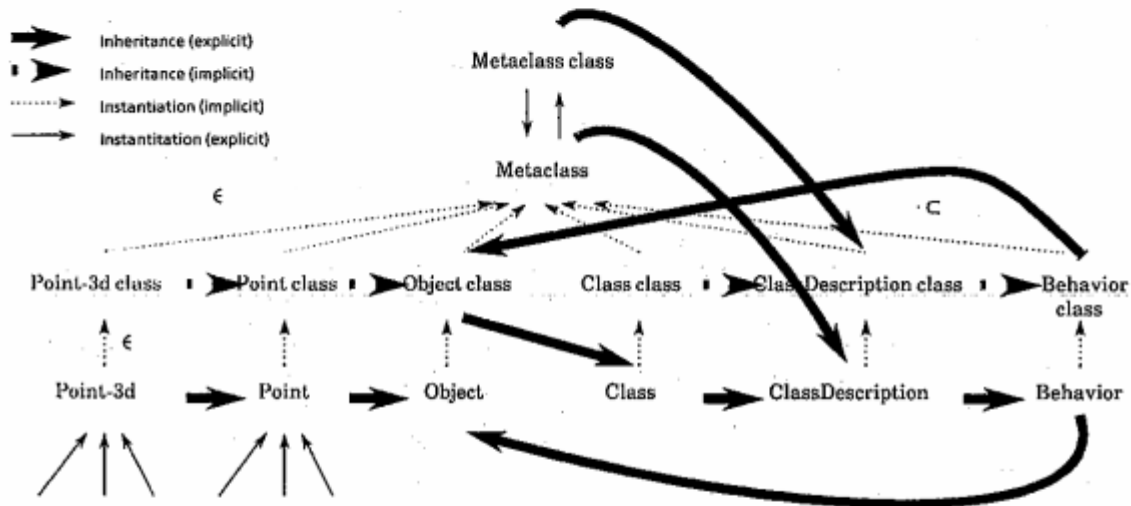 Inheritance (explicit)
Metaclass class
Inheritance (implicit)
Instantiation (implicit)
Instantitation (explicit)
Metaclass
ϵ
⊂
Point-3d class
Point class
Object class
Class class
ClassDescription class
Behavior
class
ϵ
Point-3d
Point
Object
Class
ClassDescription
Behavior